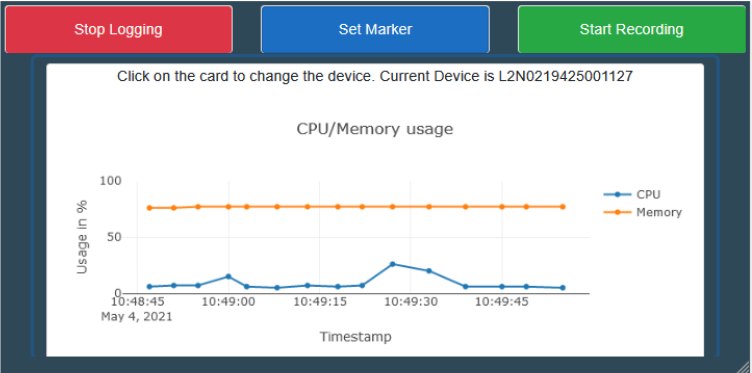 Stop Logging
Set Marker
Start Recording
Click on the card to change the device. Current Device is L2N0219425001127
CPU/Memory usage
100
50
0
Usage in %
CPU
Memory
10:48:45
10:49:00
10:49:15
10:49:30
10:49:45
May 4, 2021
Timestamp